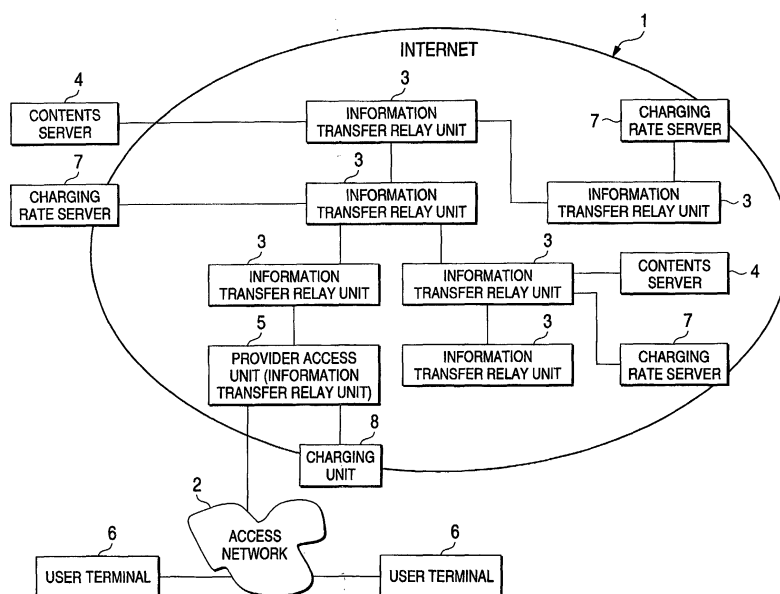 1
INTERNET
4
CONTENTS
SERVER
3
INFORMATION
TRANSFER RELAY UNIT
7
CHARGING
RATE SERVER
7
CHARGING
RATE SERVER
3
INFORMATION
TRANSFER RELAY UNIT
INFORMATION
TRANSFER RELAY UNIT
3
3
INFORMATION
TRANSFER RELAY UNIT
3
INFORMATION
TRANSFER RELAY UNIT
CONTENTS
SERVER
4
5
PROVIDER ACCESS
UNIT (INFORMATION
TRANSFER RELAY UNIT)
3
INFORMATION
TRANSFER RELAY UNIT
7
CHARGING
RATE SERVER
8
CHARGING
UNIT
2
ACCESS
NETWORK
6
USER TERMINAL
6
USER TERMINAL